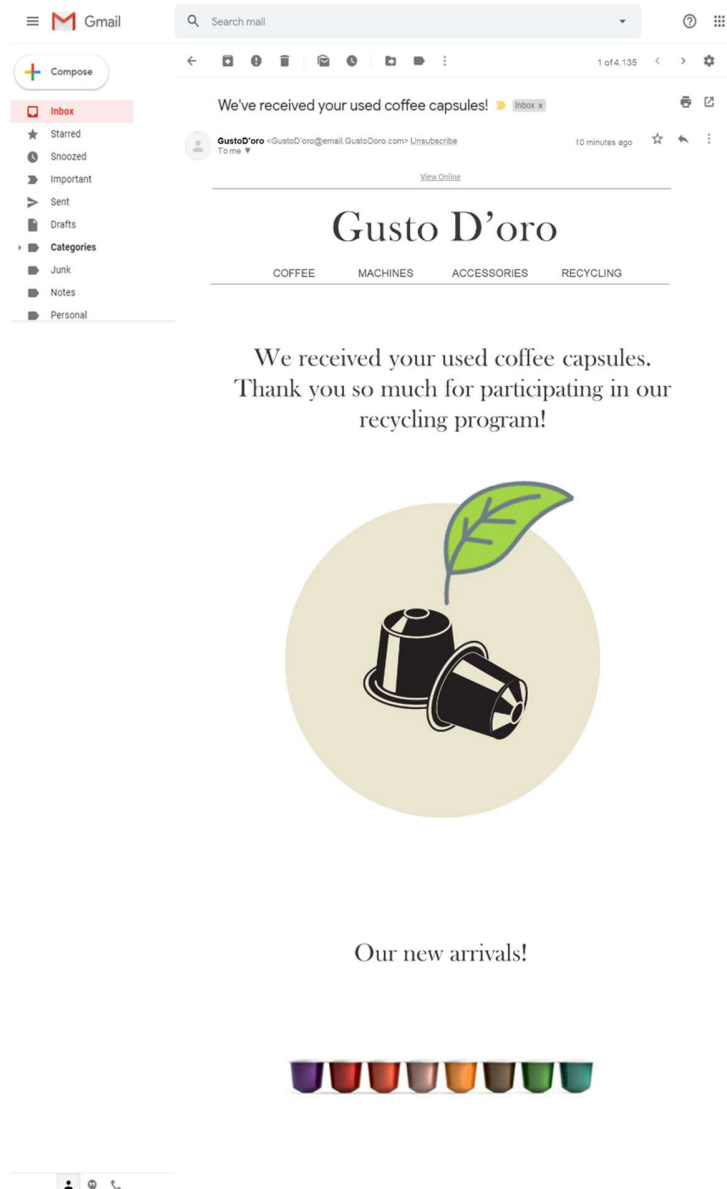 Gmail
Search mail
Compose
1 of 4.135
Inbox
Starred
Snoozed
Important
Sent
Drafts
Categories
Junk
Notes
Personal
We've received your used coffee capsules! Inbox x
GustoD'oro <GustoD'oro@email.GustoDoro.com> Unsubscribe
10 minutes ago
To me ▼
View Online
Gusto D'oro
COFFEE MACHINES ACCESSORIES RECYCLING
We received your used coffee capsules.
Thank you so much for participating in our
recycling program!
Our new arrivals!